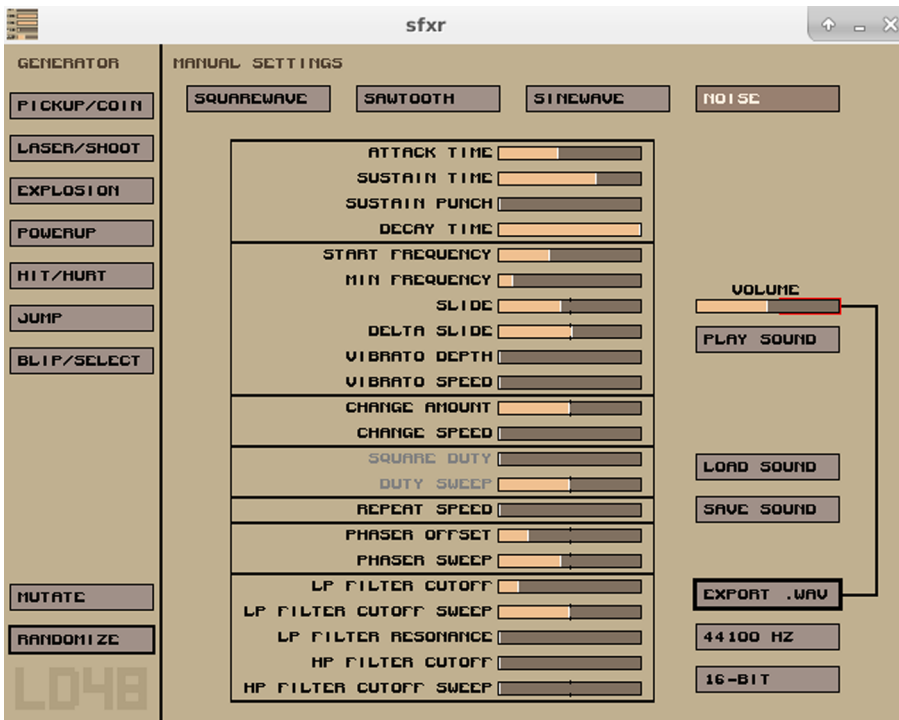 sfxr
GENERATOR
PICKUP/COIN
LASER/SHOOT
EXPLOSION
POWERUP
HIT/HURT
JUMP
BLIP/SELECT
MUTATE
RANDOMIZE
LD48
MANUAL SETTINGS
SQUAREWAVE SAWTOOTH SINEWAVE NOISE
ATTACK TIME
SUSTAIN TIME
SUSTAIN PUNCH
DECAY TIME
START FREQUENCY
MIN FREQUENCY
SLIDE
DELTA SLIDE
VIBRATO DEPTH
VIBRATO SPEED
CHANGE AMOUNT
CHANGE SPEED
SQUARE DUTY
DUTY SWEEP
REPEAT SPEED
PHASER OFFSET
PHASER SWEEP
LP FILTER CUTOFF
LP FILTER CUTOFF SWEEP
LP FILTER RESONANCE
HP FILTER CUTOFF
HP FILTER CUTOFF SWEEP
VOLUME
PLAY SOUND
LOAD SOUND
SAVE SOUND
EXPORT .WAV
44100 HZ
16-BIT